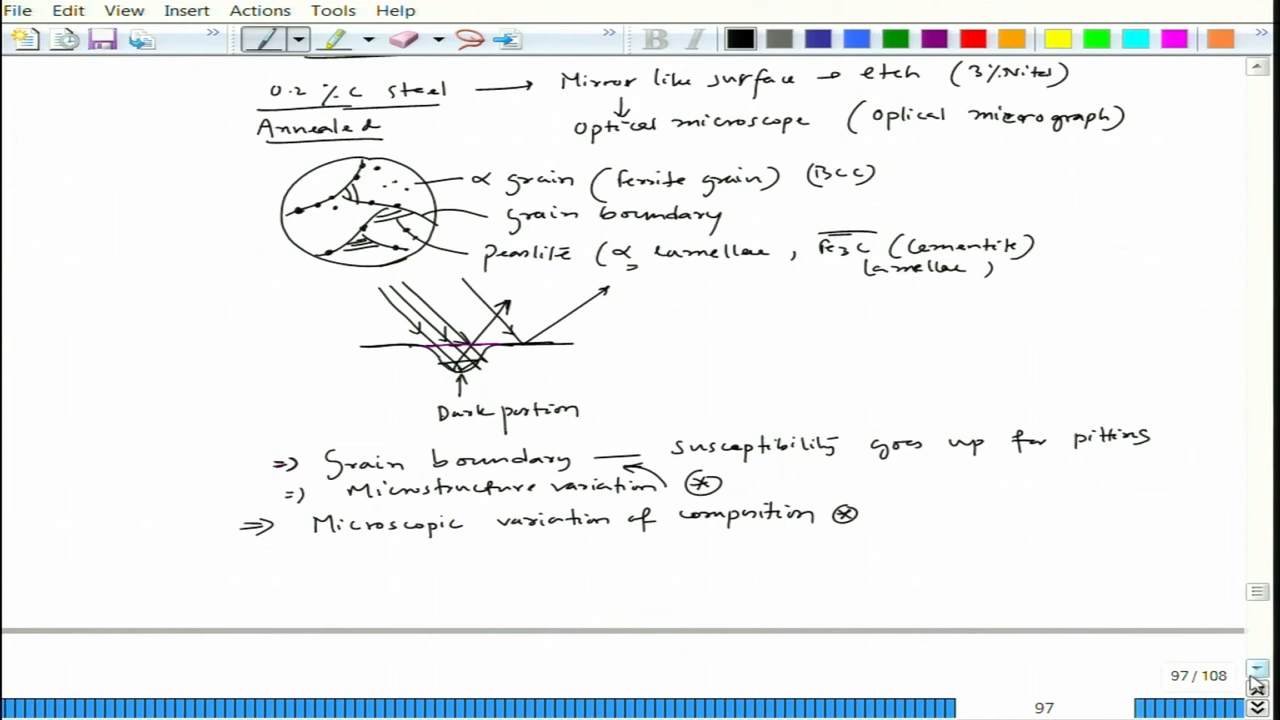 File Edit View Insert Actions Tools Help
0.2 % C steel → Mirror like surface → etch (3% Nital)
Annealed
Optical microscope (Optical micrograph)
α grain (ferrite grain) (BCC)
grain boundary
pearlite (α lamellae, Fe3C (Cementite) lamellae)
Dark portion
⇒ Grain boundary — susceptibility goes up for pitting
⇒ Microstructure variation ⊛
⇒ Microscopic variation of composition ⊛
97 / 108
97